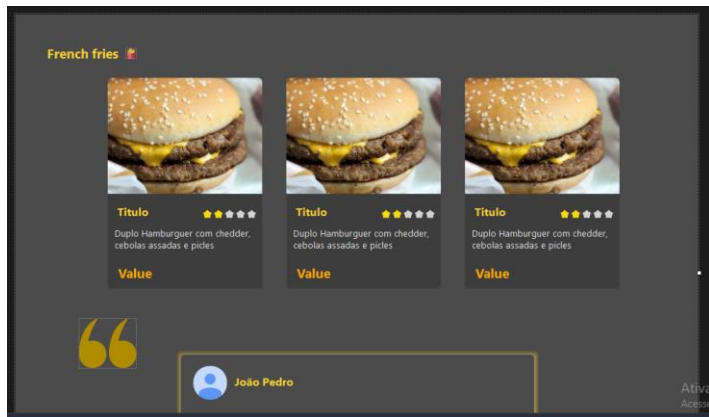 French fries
Titulo
Duplo Hamburguer com chedder,
cebolas assadas e picles
Value
Titulo
Duplo Hamburguer com chedder,
cebolas assadas e picles
Value
Titulo
Duplo Hamburguer com chedder,
cebolas assadas e picles
Value
“
João Pedro
Ativa
Acesse